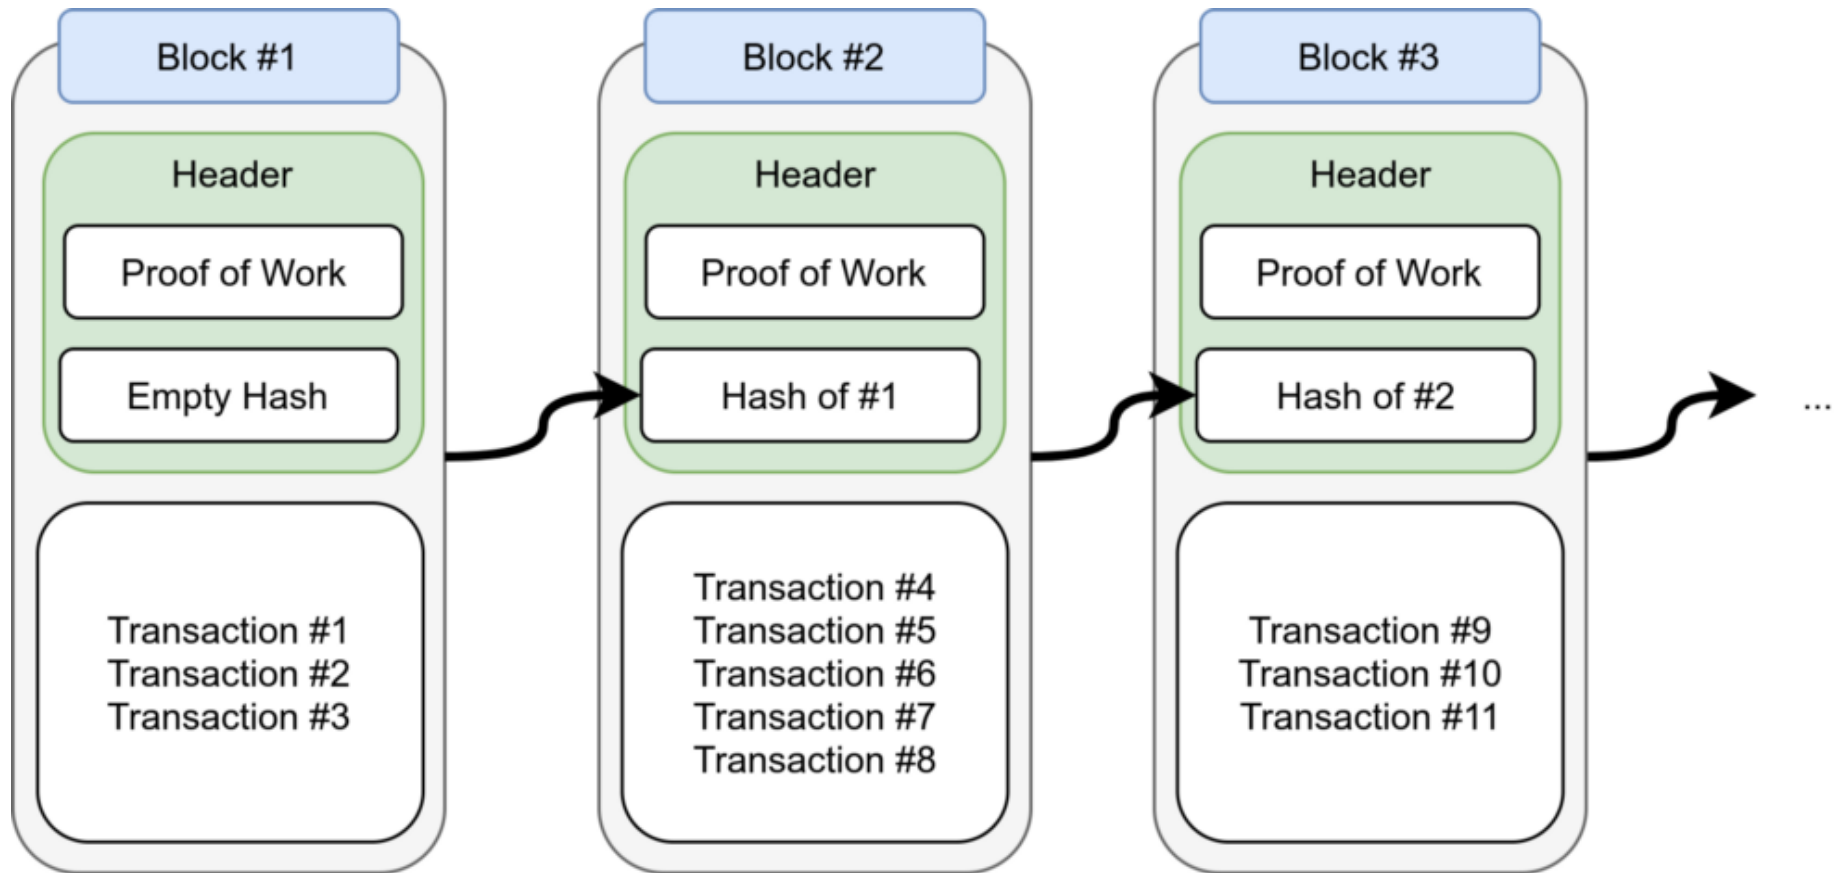 Block #1
Header
Proof of Work
Empty Hash
Transaction #1
Transaction #2
Transaction #3
Block #2
Header
Proof of Work
Hash of #1
Transaction #4
Transaction #5
Transaction #6
Transaction #7
Transaction #8
Block #3
Header
Proof of Work
Hash of #2
Transaction #9
Transaction #10
Transaction #11
...